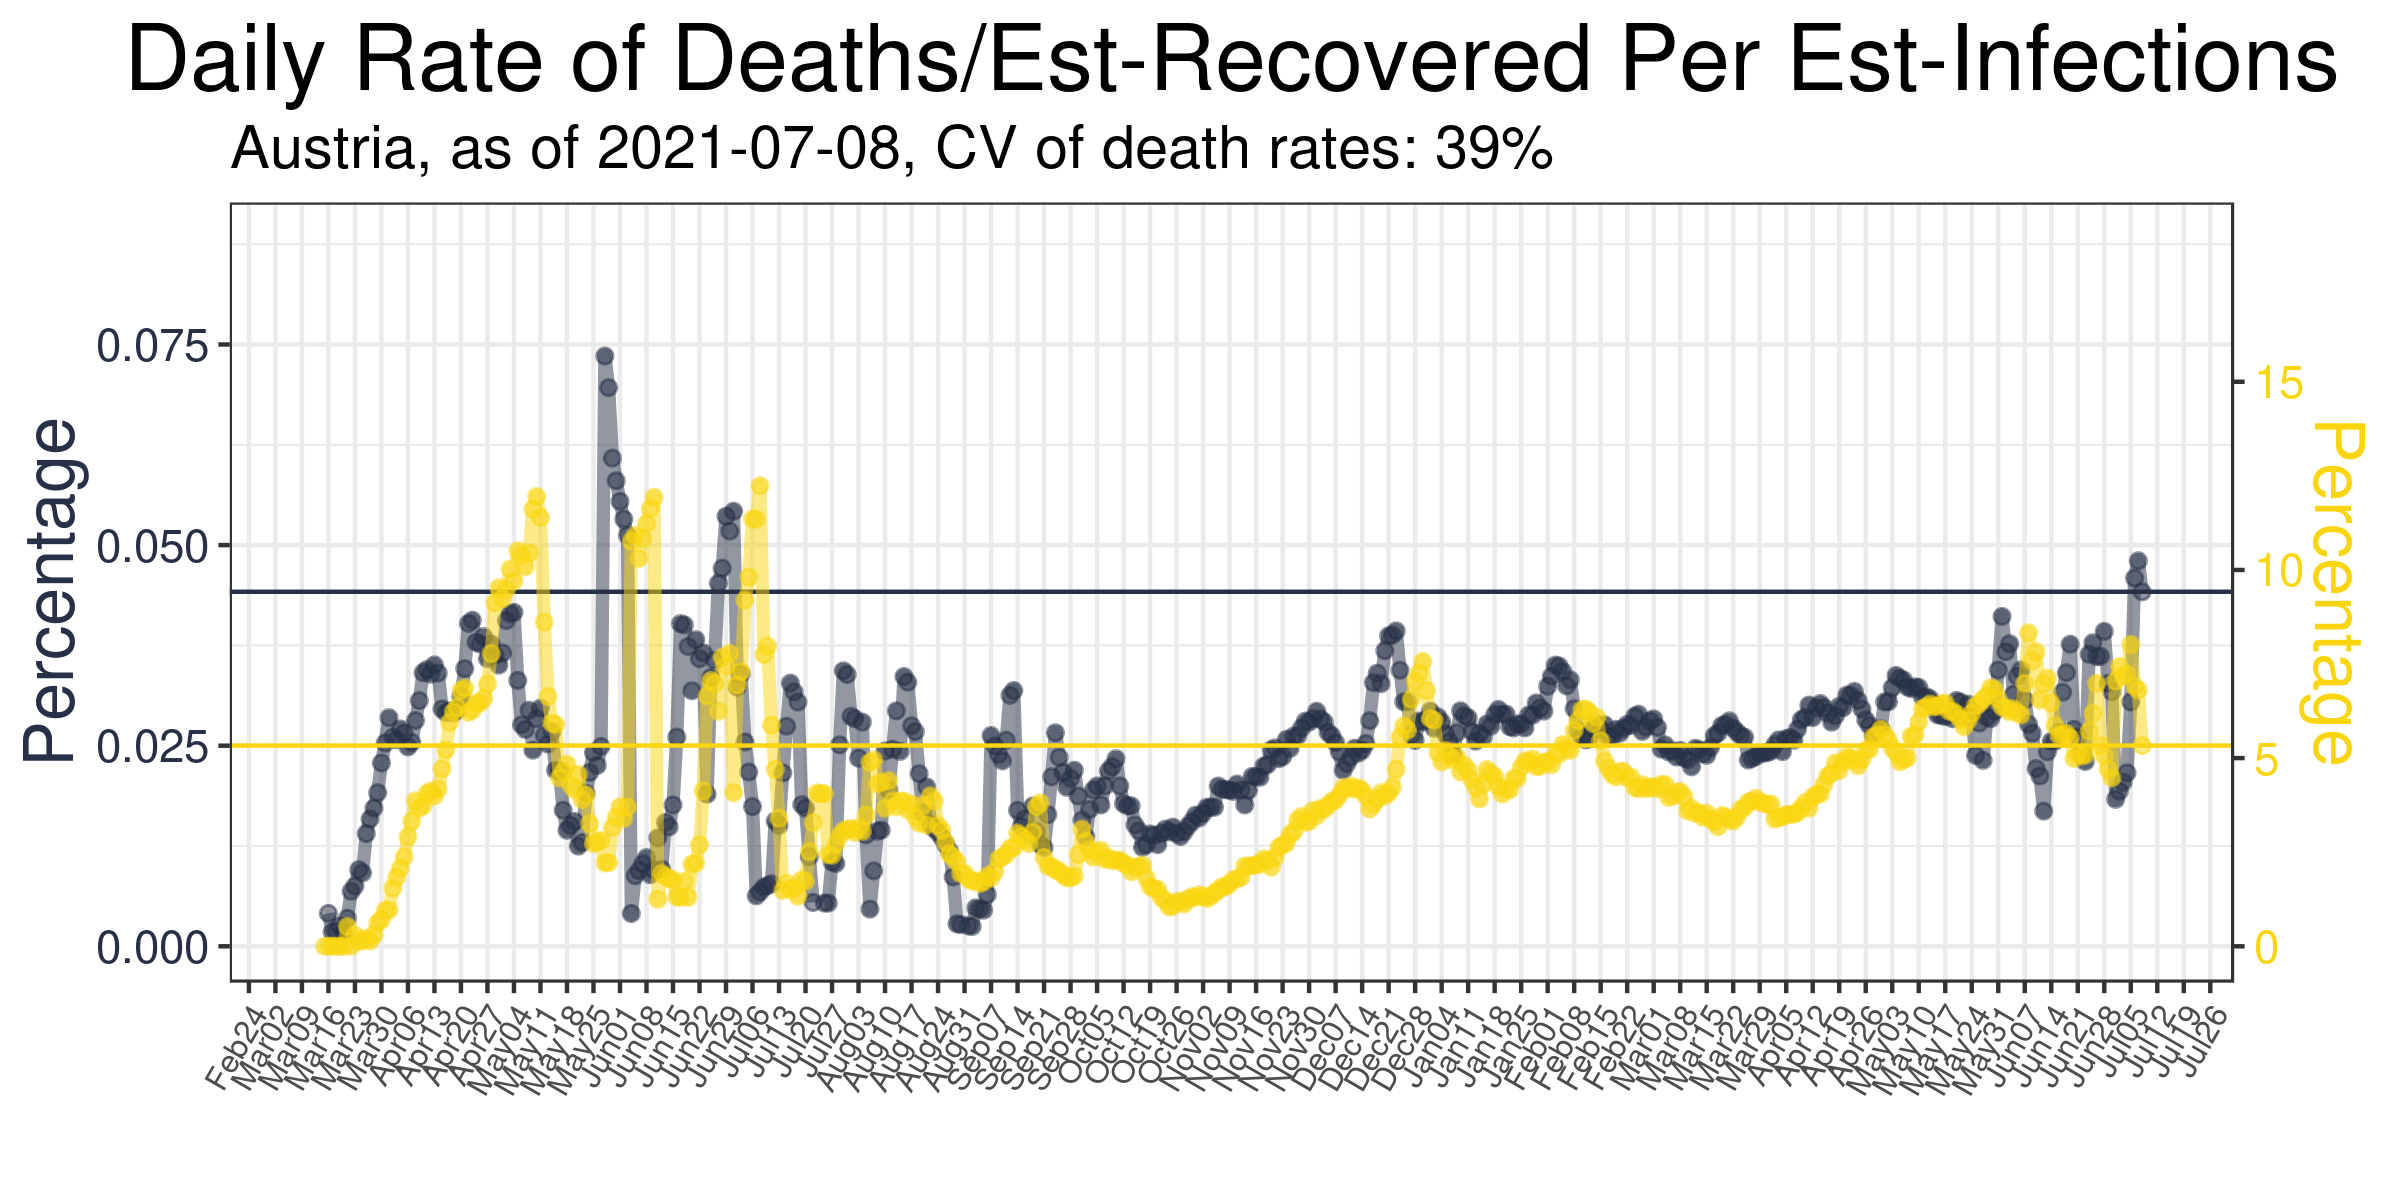 Daily Rate of Deaths/Est-Recovered Per Est-Infections
Austria, as of 2021-07-08, CV of death rates: 39%
Percentage
0.075
0.050
0.025
0.000
15
10
5
0
Percentage
Feb24
Mar02
Mar09
Mar16
Mar23
Mar30
Apr06
Apr13
Apr20
Apr27
May04
May11
May18
May25
Jun01
Jun08
Jun15
Jun22
Jun29
Jul06
Jul13
Jul20
Jul27
Aug03
Aug10
Aug17
Aug24
Aug31
Sep07
Sep14
Sep21
Sep28
Oct05
Oct12
Oct19
Oct26
Nov02
Nov09
Nov16
Nov23
Nov30
Dec07
Dec14
Dec21
Dec28
Jan04
Jan11
Jan18
Jan25
Feb01
Feb08
Feb15
Feb22
Mar01
Mar08
Mar15
Mar22
Mar29
Apr05
Apr12
Apr19
Apr26
May03
May10
May17
May24
May31
Jun07
Jun14
Jun21
Jun28
Jul05
Jul12
Jul19
Jul26